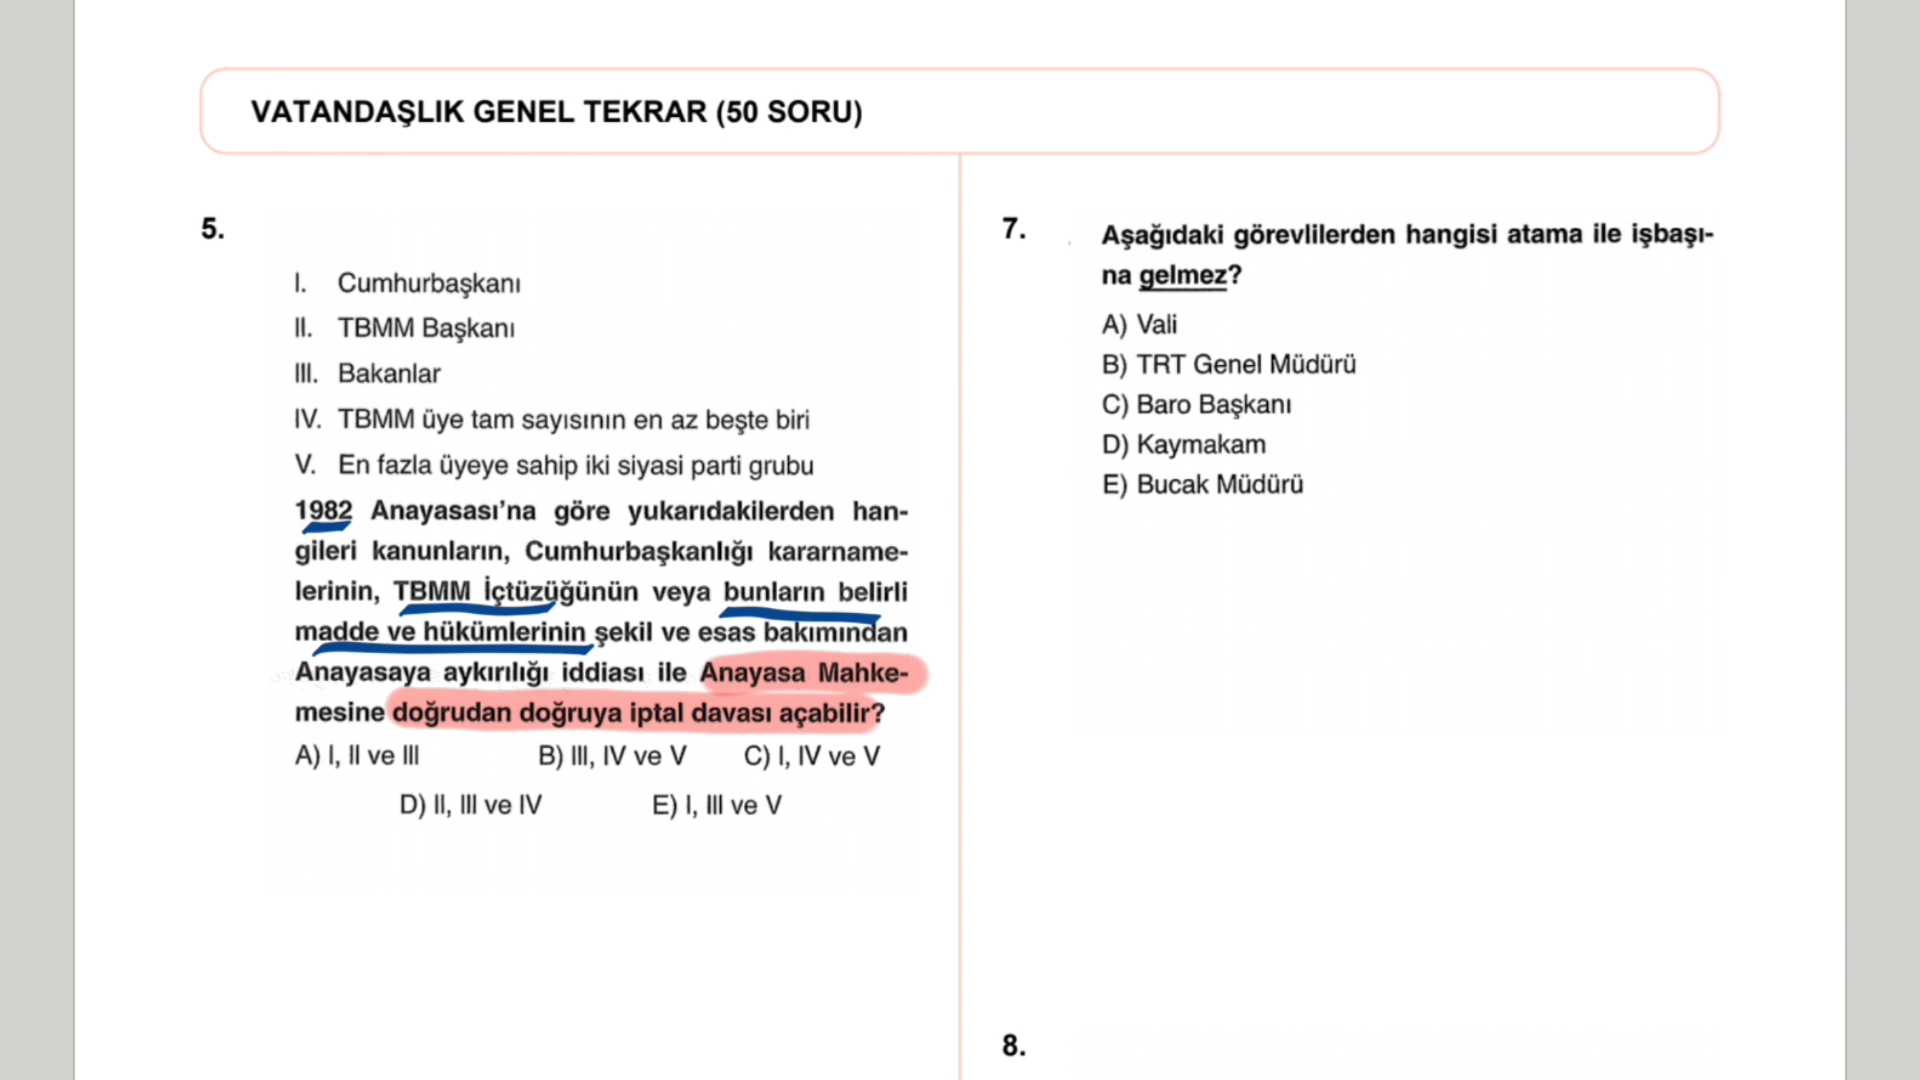 VATANDAŞLIK GENEL TEKRAR (50 SORU)
5.
I. Cumhurbaşkanı
II. TBMM Başkanı
III. Bakanlar
IV. TBMM üye tam sayısının en az beşte biri
V. En fazla üyeye sahip iki siyasi parti grubu
1982 Anayasası'na göre yukarıdakilerden han-
gileri kanunların, Cumhurbaşkanlığı kararname-
lerinin, TBMM İçtüzüğünün veya bunların belirli
madde ve hükümlerinin şekil ve esas bakımından
Anayasaya aykırılığı iddiası ile Anayasa Mahke-
mesine doğrudan doğruya iptal davası açabilir?
A) I, II ve III B) III, IV ve V C) I, IV ve V
D) II, III ve IV E) I, III ve V
7. Aşağıdaki görevlilerden hangisi atama ile işbaşı-
na gelmez?
A) Vali
B) TRT Genel Müdürü
C) Baro Başkanı
D) Kaymakam
E) Bucak Müdürü
8.